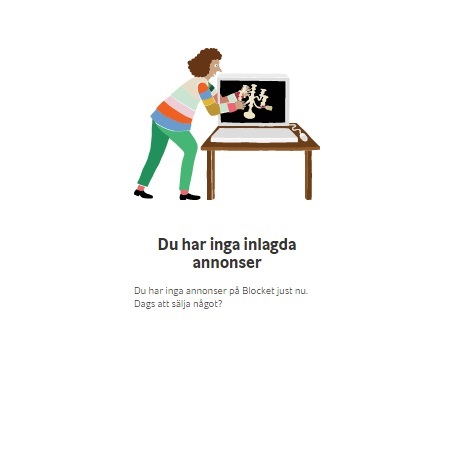 Du har inga inlagda
annonser
Du har inga annonser på Blocket just nu.
Dags att sälja något?